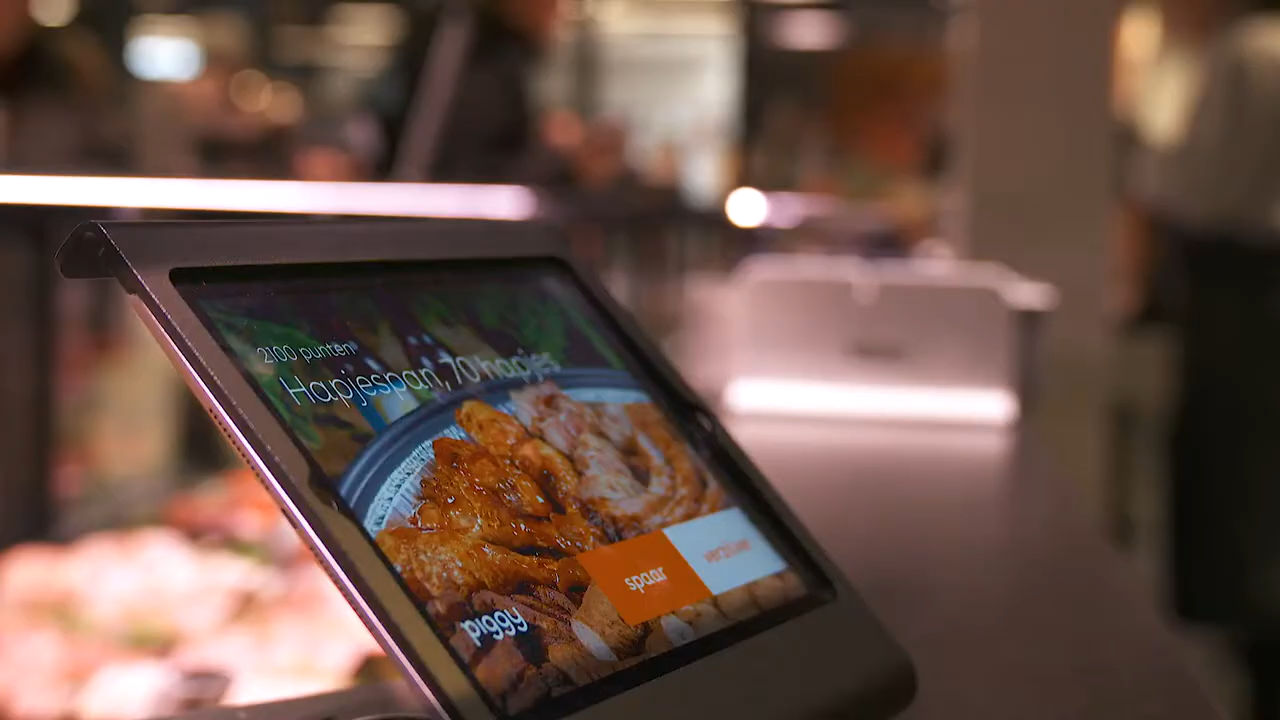 2100 punten
Hapjespan, 70 hapjes
spaar
verzilver
piggy